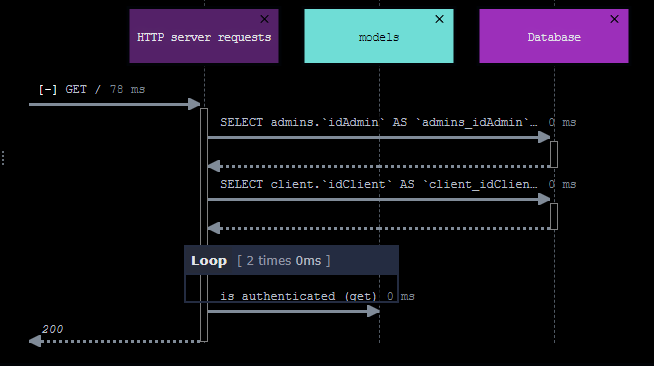 HTTP server requests
models
Database
[-] GET / 78 ms
SELECT admins.`idAdmin` AS `admins_idAdmin`… 0 ms
SELECT client.`idClient` AS `client_idClien… 0 ms
Loop [ 2 times 0ms ]
is authenticated (get) 0 ms
200